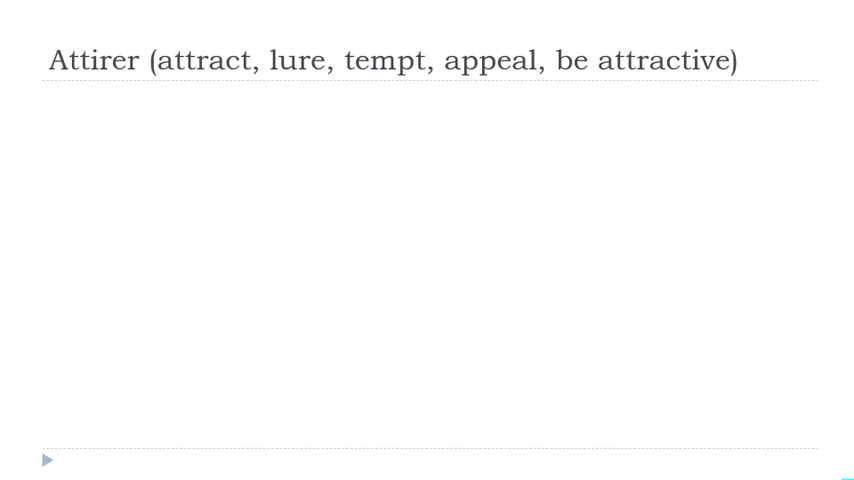 Attirer (attract, lure, tempt, appeal, be attractive)